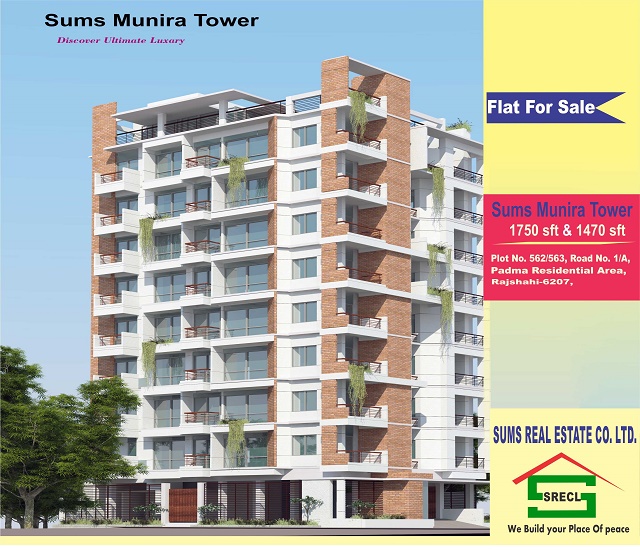 Sums Munira Tower
Discover Ultimate Luxury
Flat For Sale
Sums Munira Tower
1750 sft & 1470 sft
Plot No. 562/563, Road No. 1/A,
Padma Residential Area,
Rajshahi-6207,
SUMS REAL ESTATE CO. LTD.
SRECL
We Build your Place Of peace